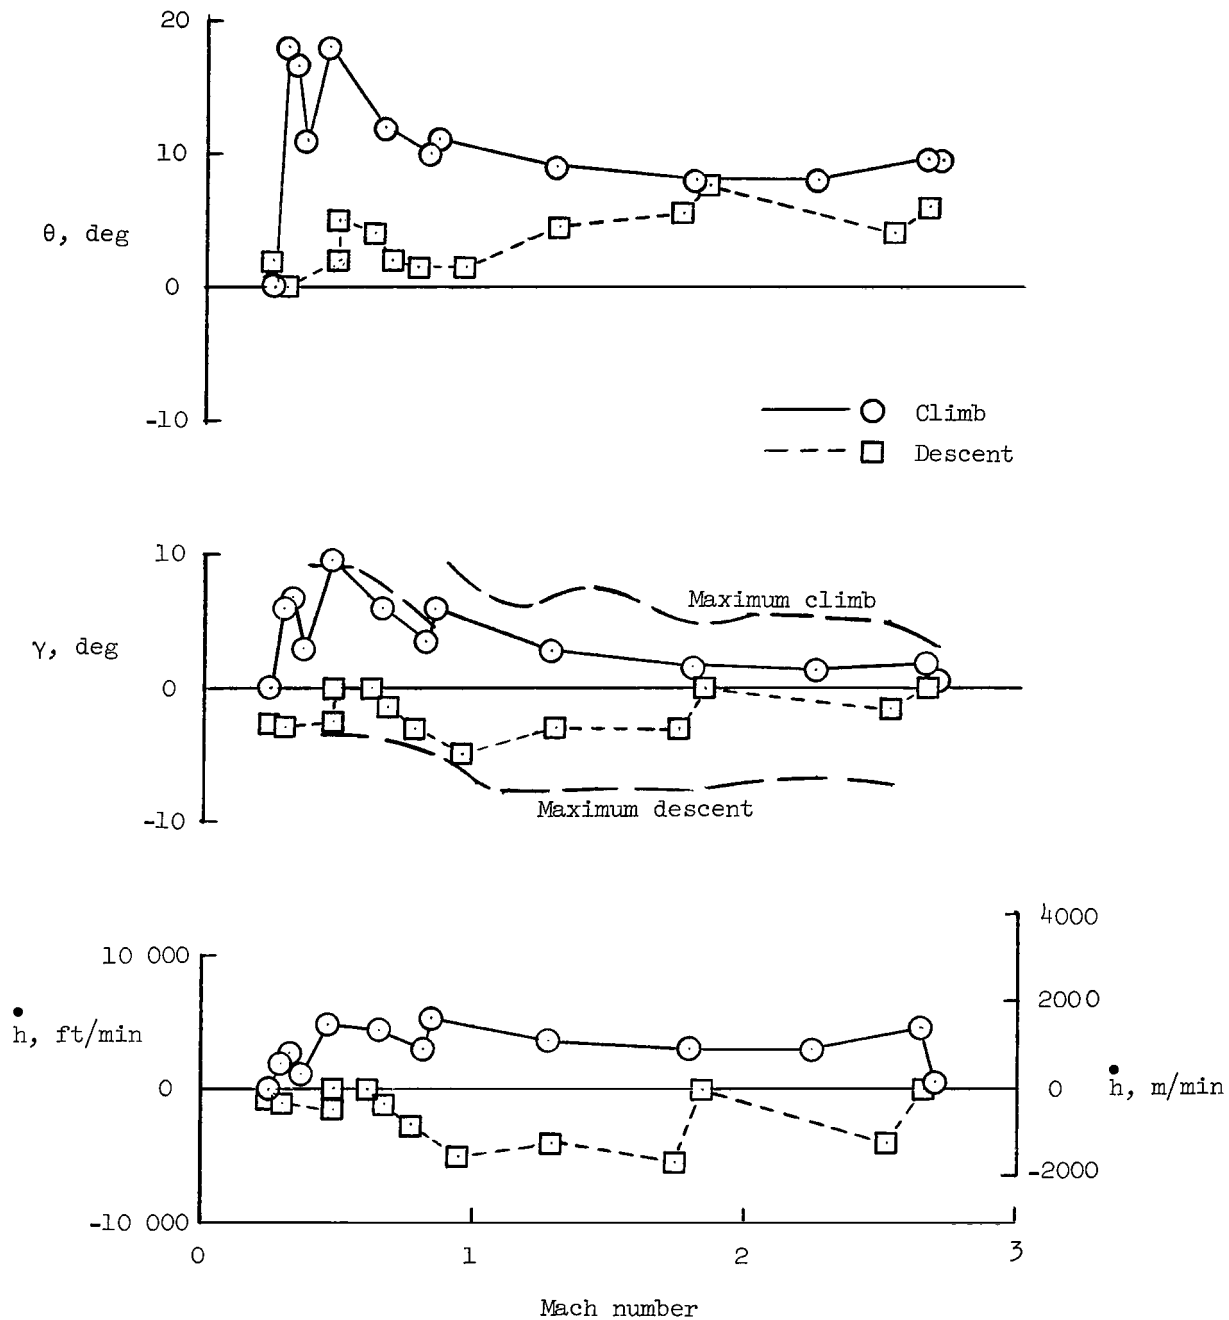 20
10
θ, deg
0
-10
Climb
Descent
10
Maximum climb
γ, deg
0
Maximum descent
-10
4000
10 000
2000
ḣ, ft/min
0
0
ḣ, m/min
-2000
-10 000
0 1 2 3
Mach number